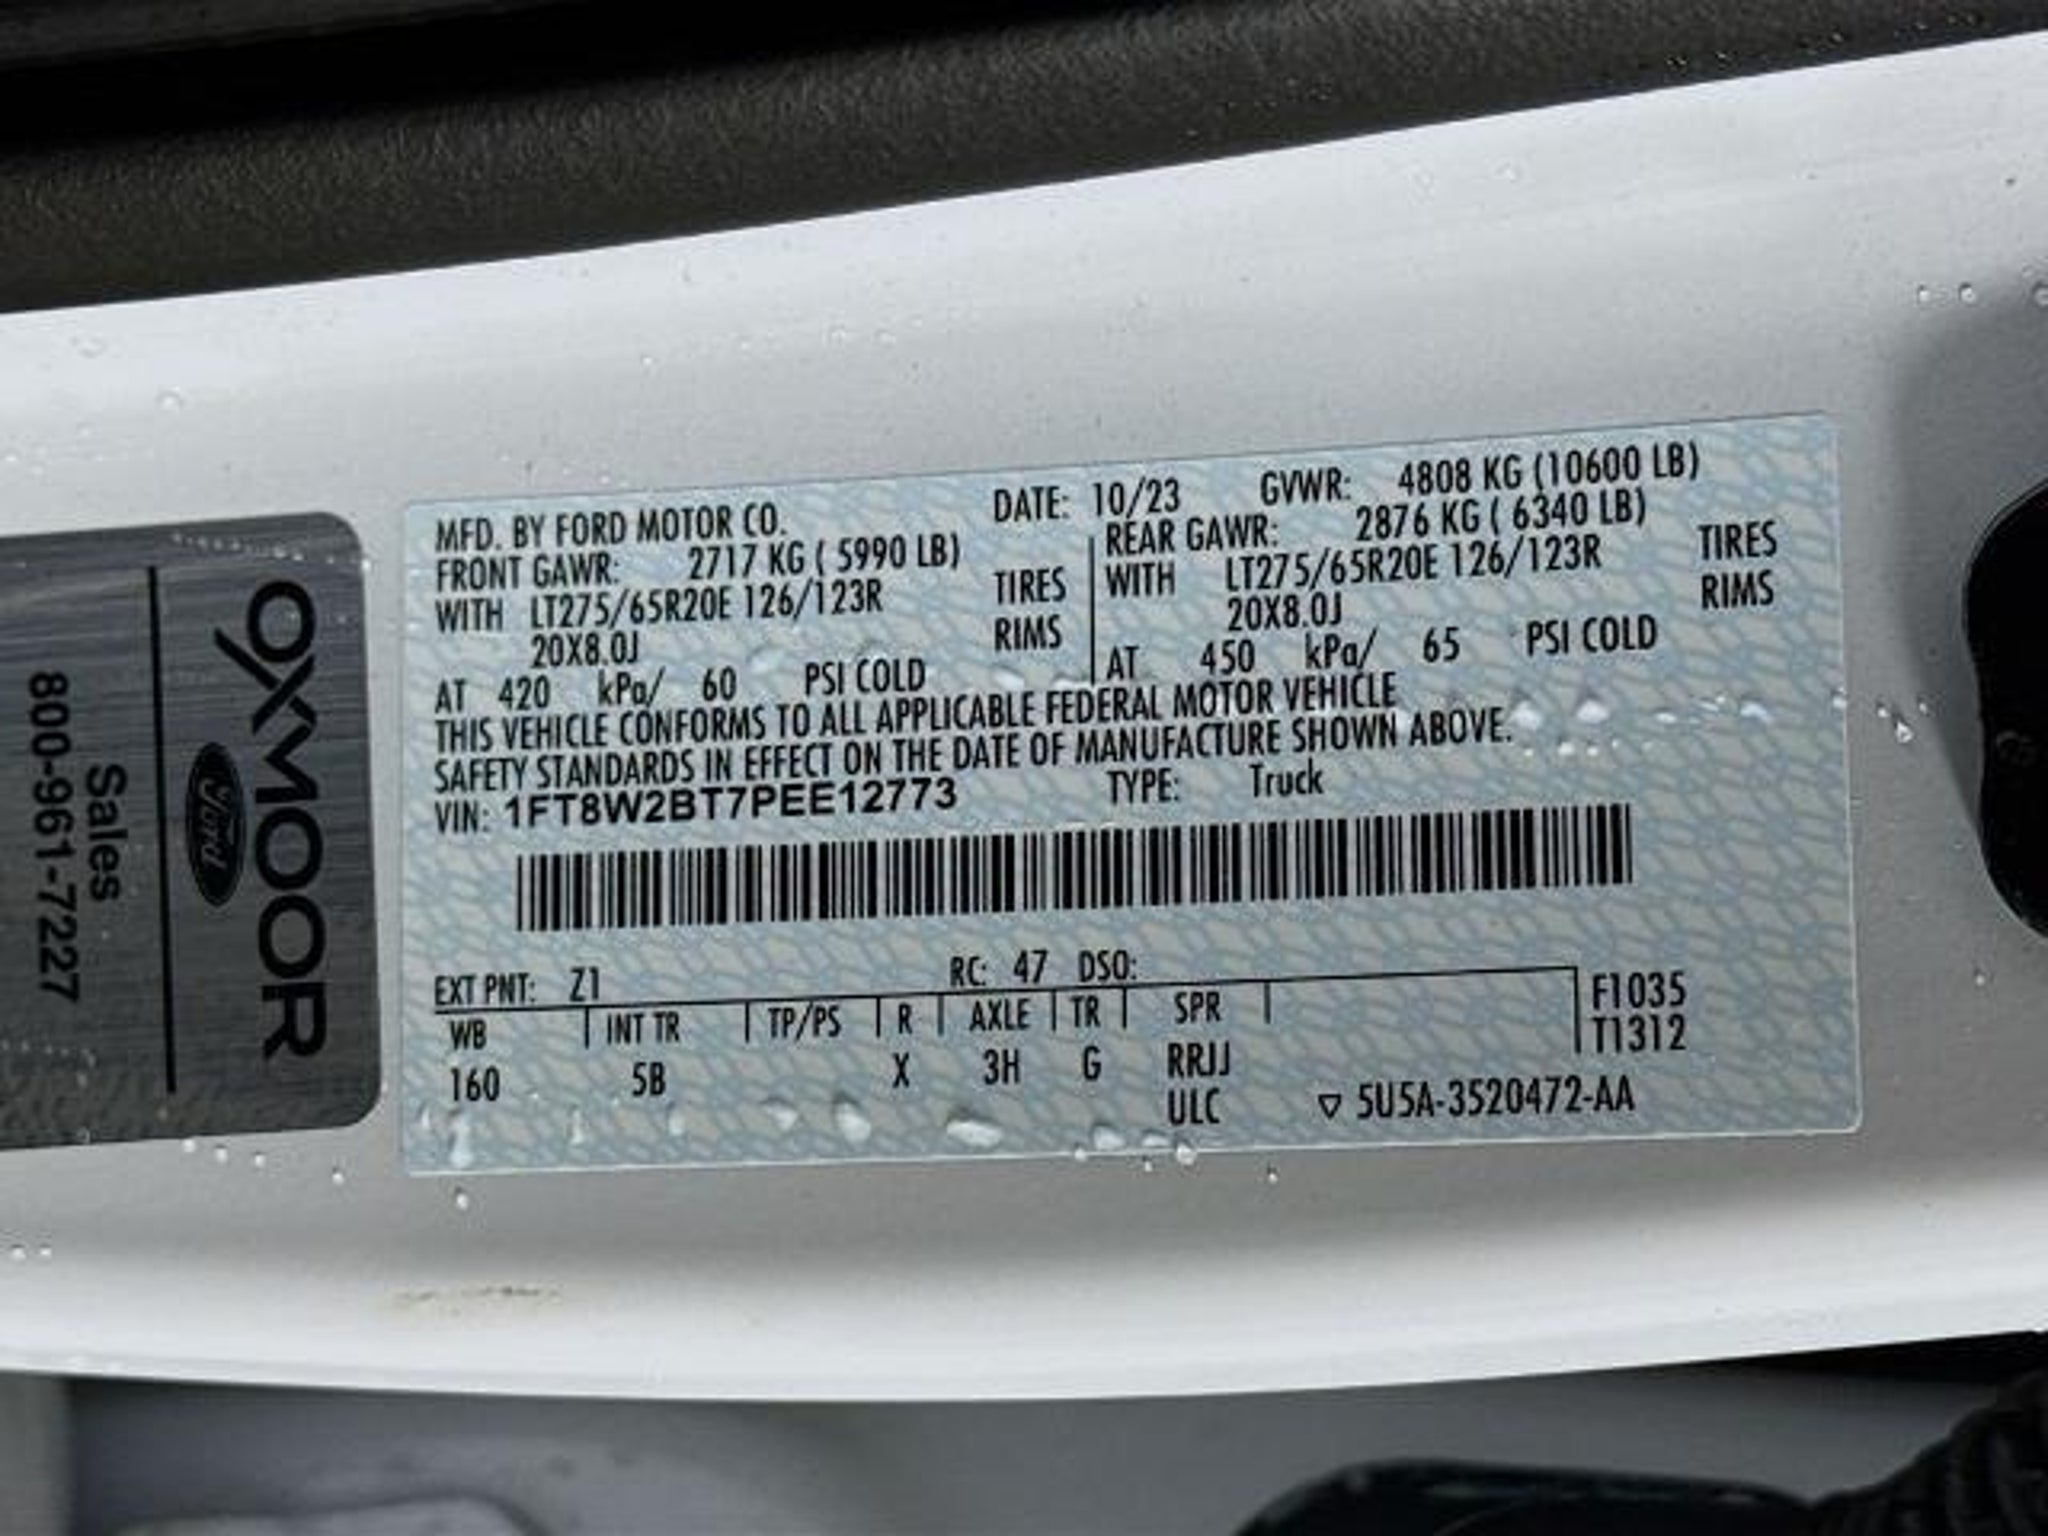 OXMOOR
Ford
Sales
800-961-7227
MFD. BY FORD MOTOR CO. DATE: 10/23 GVWR: 4808 KG (10600 LB)
FRONT GAWR: 2717 KG ( 5990 LB) REAR GAWR: 2876 KG ( 6340 LB)
WITH LT275/65R20E 126/123R TIRES WITH LT275/65R20E 126/123R TIRES
20X8.0J RIMS 20X8.0J RIMS
AT 420 kPa/ 60 PSI COLD AT 450 kPa/ 65 PSI COLD
THIS VEHICLE CONFORMS TO ALL APPLICABLE FEDERAL MOTOR VEHICLE
SAFETY STANDARDS IN EFFECT ON THE DATE OF MANUFACTURE SHOWN ABOVE.
VIN: 1FT8W2BT7PEE12773 TYPE: Truck
EXT PNT: Z1 RC: 47 DSO:
WB INT TR TP/PS R AXLE TR SPR F1035
T1312
160 5B X 3H G RRJJ
ULC ▽ 5U5A-3520472-AA